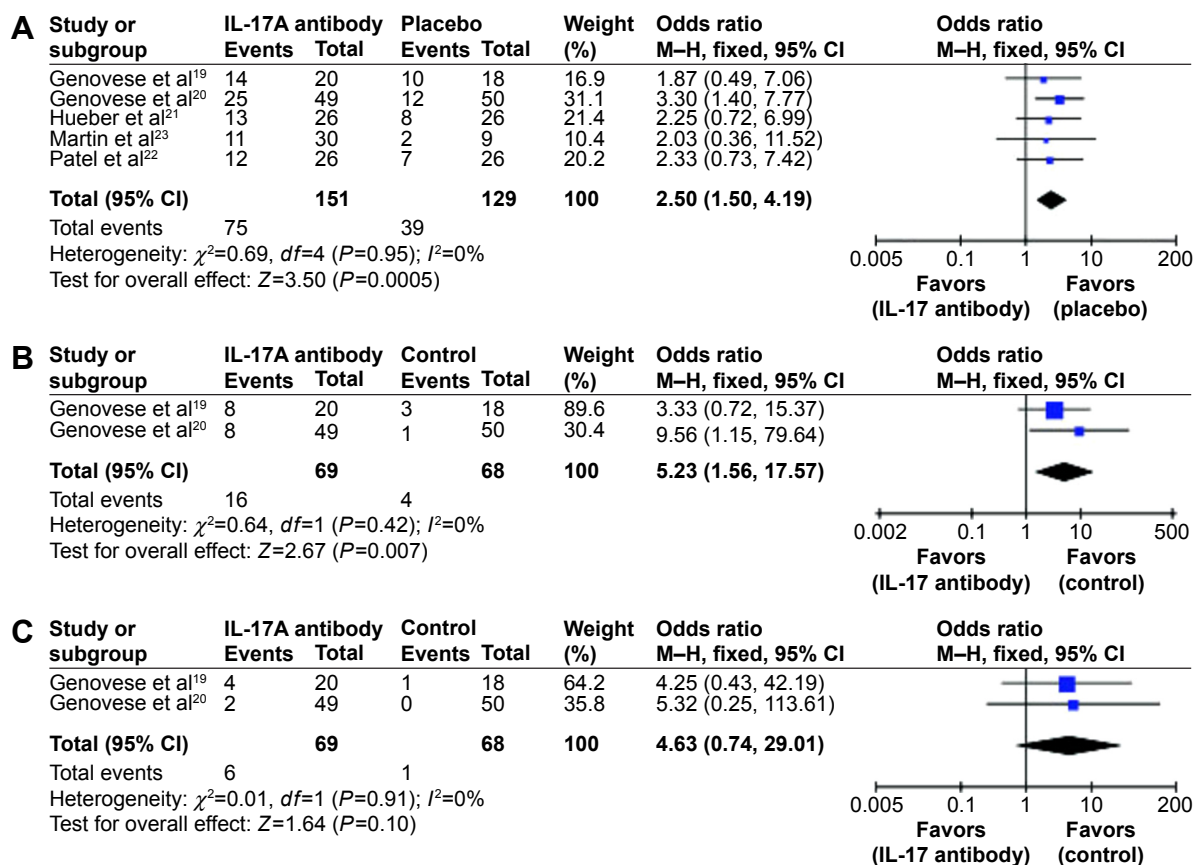 A Study or subgroup IL-17A antibody Placebo Weight (%) Odds ratio M–H, fixed, 95% CI Odds ratio M–H, fixed, 95% CI
Events Total Events Total
Genovese et al¹⁹ 14 20 10 18 16.9 1.87 (0.49, 7.06)
Genovese et al²⁰ 25 49 12 50 31.1 3.30 (1.40, 7.77)
Hueber et al²¹ 13 26 8 26 21.4 2.25 (0.72, 6.99)
Martin et al²³ 11 30 2 9 10.4 2.03 (0.36, 11.52)
Patel et al²² 12 26 7 26 20.2 2.33 (0.73, 7.42)
Total (95% CI) 151 129 100 2.50 (1.50, 4.19)
Total events 75 39
Heterogeneity: χ²=0.69, df=4 (P=0.95); I²=0%
Test for overall effect: Z=3.50 (P=0.0005)
0.005 0.1 1 10 200
Favors (IL-17 antibody) Favors (placebo)
B Study or subgroup IL-17A antibody Control Weight (%) Odds ratio M–H, fixed, 95% CI Odds ratio M–H, fixed, 95% CI
Events Total Events Total
Genovese et al¹⁹ 8 20 3 18 89.6 3.33 (0.72, 15.37)
Genovese et al²⁰ 8 49 1 50 30.4 9.56 (1.15, 79.64)
Total (95% CI) 69 68 100 5.23 (1.56, 17.57)
Total events 16 4
Heterogeneity: χ²=0.64, df=1 (P=0.42); I²=0%
Test for overall effect: Z=2.67 (P=0.007)
0.002 0.1 1 10 500
Favors (IL-17 antibody) Favors (control)
C Study or subgroup IL-17A antibody Control Weight (%) Odds ratio M–H, fixed, 95% CI Odds ratio M–H, fixed, 95% CI
Events Total Events Total
Genovese et al¹⁹ 4 20 1 18 64.2 4.25 (0.43, 42.19)
Genovese et al²⁰ 2 49 0 50 35.8 5.32 (0.25, 113.61)
Total (95% CI) 69 68 100 4.63 (0.74, 29.01)
Total events 6 1
Heterogeneity: χ²=0.01, df=1 (P=0.91); I²=0%
Test for overall effect: Z=1.64 (P=0.10)
0.005 0.1 1 10 200
Favors (IL-17 antibody) Favors (control)